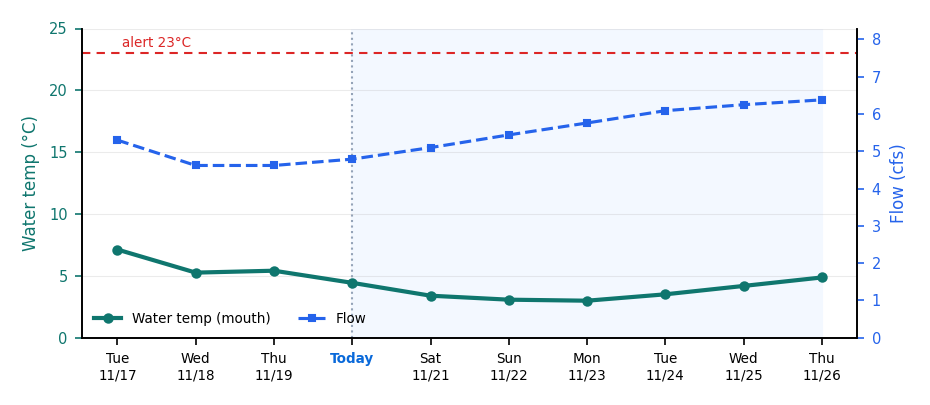 25
20
15
10
5
0
Water temp (°C)
alert 23°C
8
7
6
5
4
3
2
1
0
Flow (cfs)
Water temp (mouth)
Flow
Tue
11/17
Wed
11/18
Thu
11/19
Today
Sat
11/21
Sun
11/22
Mon
11/23
Tue
11/24
Wed
11/25
Thu
11/26